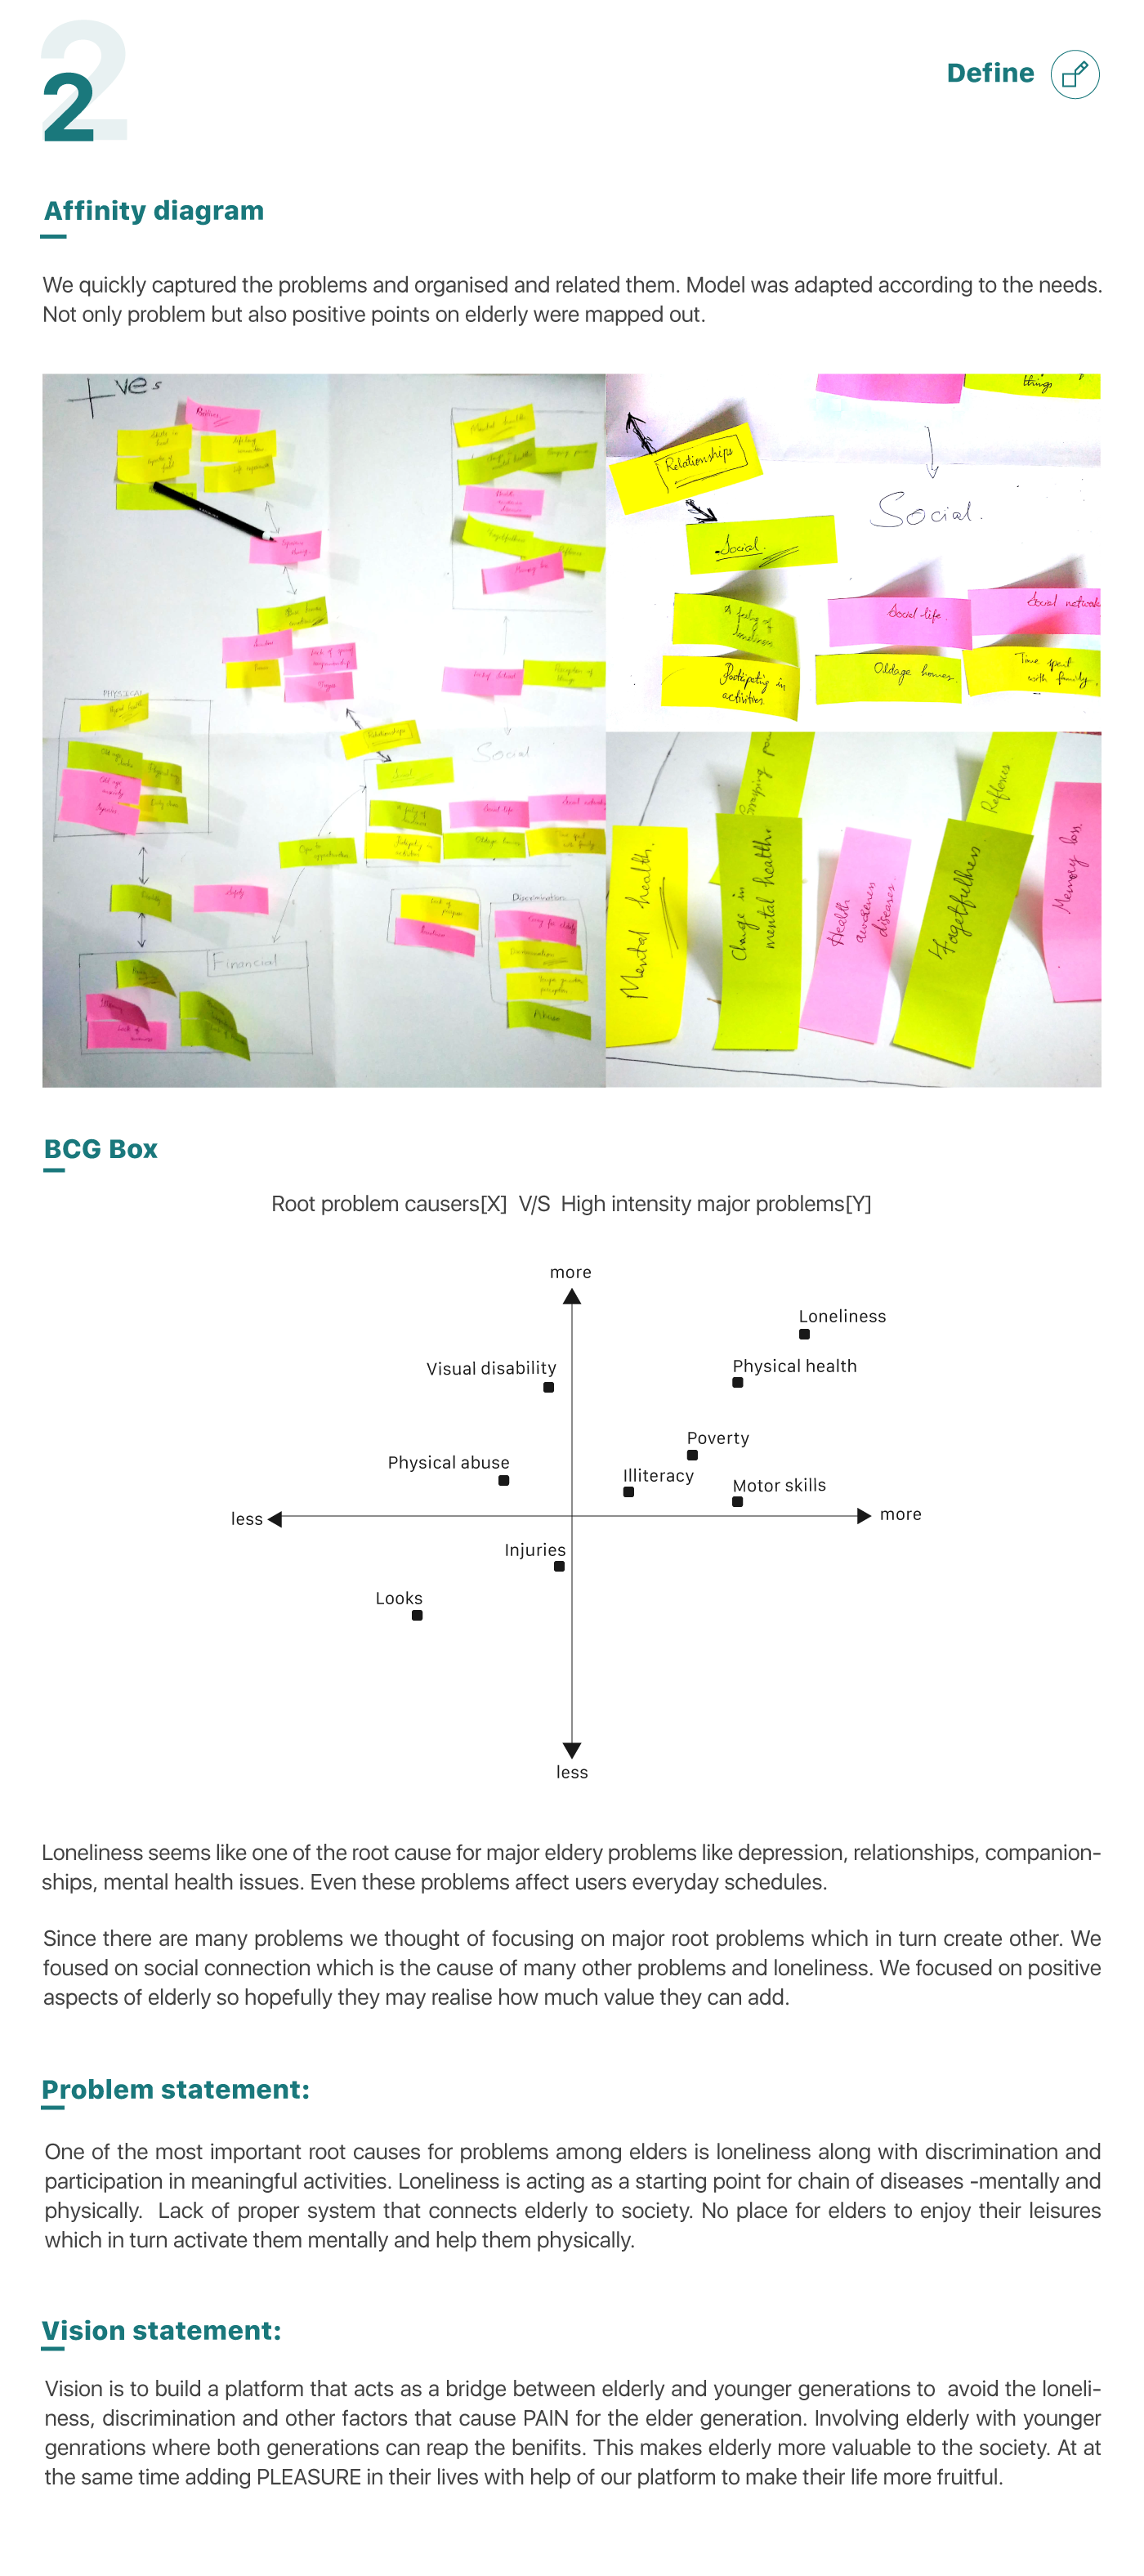 2
2
Define
Affinity diagram
We quickly captured the problems and organised and related them. Model was adapted according to the needs.
Not only problem but also positive points on elderly were mapped out.
+ves
Positive
PHYSICAL
Relationships
Social
Social life
Financial
Discrimination
Abuse
Safety
things
Relationships
Social.
Social.
A feeling of
loneliness
Social life.
Social network
Participating in
activities
Oldage homes.
Time spent
with family.
Mental health.
Change in
mental health.
Health
awareness
diseases.
Reflexes.
Memory loss.
BCG Box
Root problem causers[X]  V/S  High intensity major problems[Y]
more
Loneliness
Visual disability
Physical health
Poverty
Physical abuse
Illiteracy
Motor skills
less
more
Injuries
Looks
less
Loneliness seems like one of the root cause for major eldery problems like depression, relationships, companion-
ships, mental health issues. Even these problems affect users everyday schedules.
Since there are many problems we thought of focusing on major root problems which in turn create other. We
foused on social connection which is the cause of many other problems and loneliness. We focused on positive
aspects of elderly so hopefully they may realise how much value they can add.
Problem statement:
One of the most important root causes for problems among elders is loneliness along with discrimination and
participation in meaningful activities. Loneliness is acting as a starting point for chain of diseases -mentally and
physically.  Lack of proper system that connects elderly to society. No place for elders to enjoy their leisures
which in turn activate them mentally and help them physically.
Vision statement:
Vision is to build a platform that acts as a bridge between elderly and younger generations to  avoid the loneli-
ness, discrimination and other factors that cause PAIN for the elder generation. Involving elderly with younger
genrations where both generations can reap the benifits. This makes elderly more valuable to the society. At at
the same time adding PLEASURE in their lives with help of our platform to make their life more fruitful.